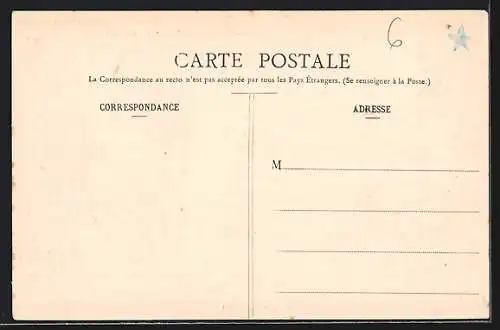 6
CARTE POSTALE
La Correspondance au recto n'est pas acceptée par tous les Pays Étrangers. (Se renseigner à la Poste.)
CORRESPONDANCE
ADRESSE
M